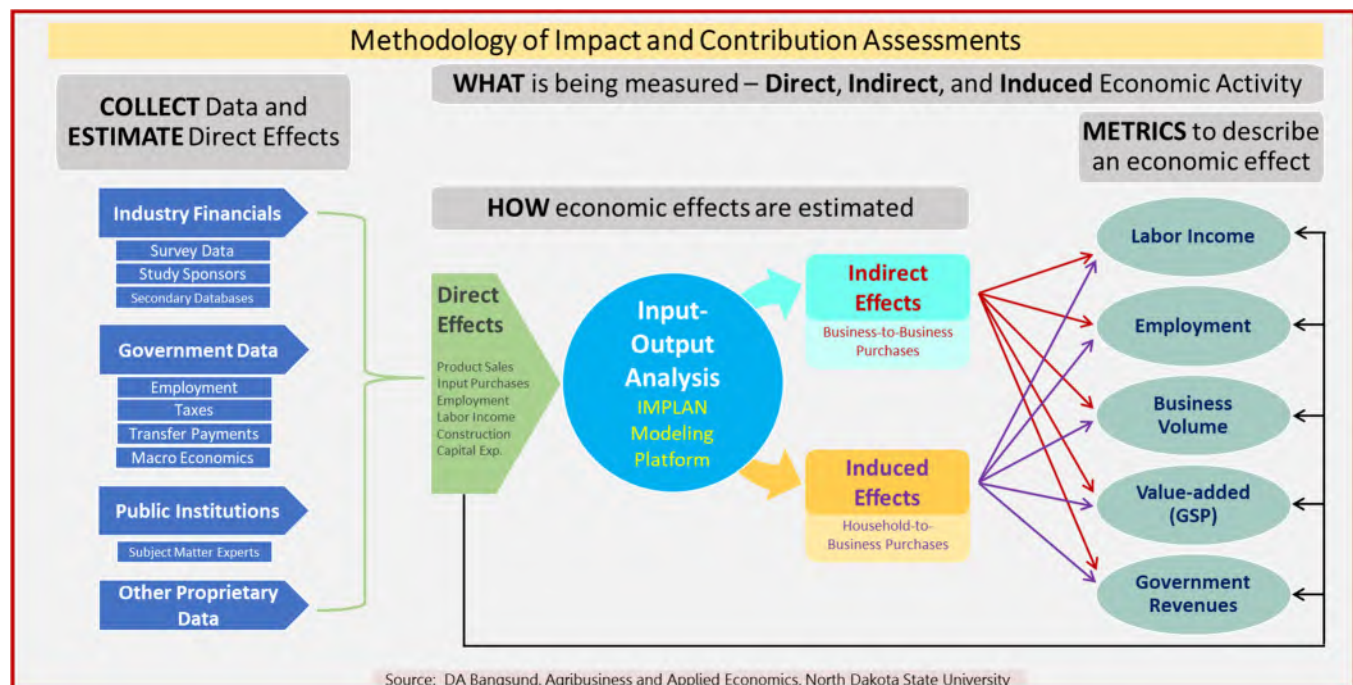 Methodology of Impact and Contribution Assessments
COLLECT Data and
ESTIMATE Direct Effects
WHAT is being measured – Direct, Indirect, and Induced Economic Activity
METRICS to describe
an economic effect
HOW economic effects are estimated
Industry Financials
Survey Data
Study Sponsors
Secondary Databases
Government Data
Employment
Taxes
Transfer Payments
Macro Economics
Public Institutions
Subject Matter Experts
Other Proprietary
Data
Direct
Effects
Product Sales
Input Purchases
Employment
Labor Income
Construction
Capital Exp.
Input-
Output
Analysis
IMPLAN
Modeling
Platform
Indirect
Effects
Business-to-Business
Purchases
Induced
Effects
Household-to-
Business Purchases
Labor Income
Employment
Business
Volume
Value-added
(GSP)
Government
Revenues
Source: DA Bangsund, Agribusiness and Applied Economics, North Dakota State University